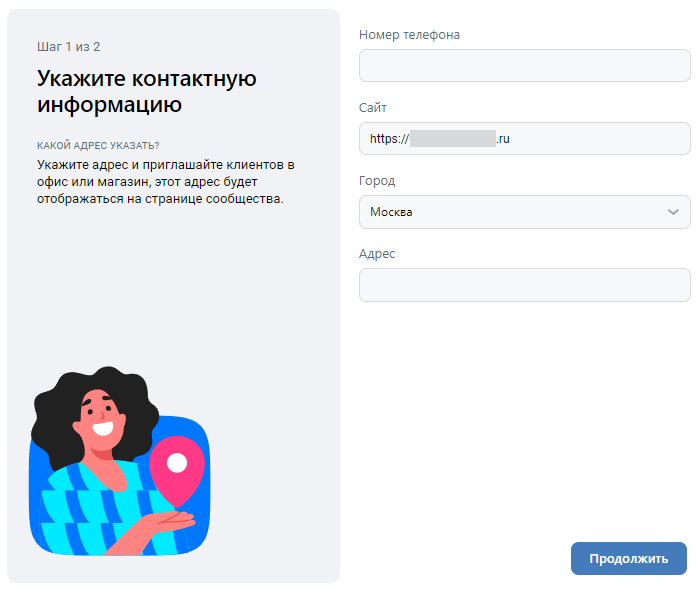 Шаг 1 из 2
Укажите контактную
информацию
КАКОЙ АДРЕС УКАЗАТЬ?
Укажите адрес и приглашайте клиентов в
офис или магазин, этот адрес будет
отображаться на странице сообщества.
Номер телефона
Сайт
https:// .ru
Город
Москва
Адрес
Продолжить